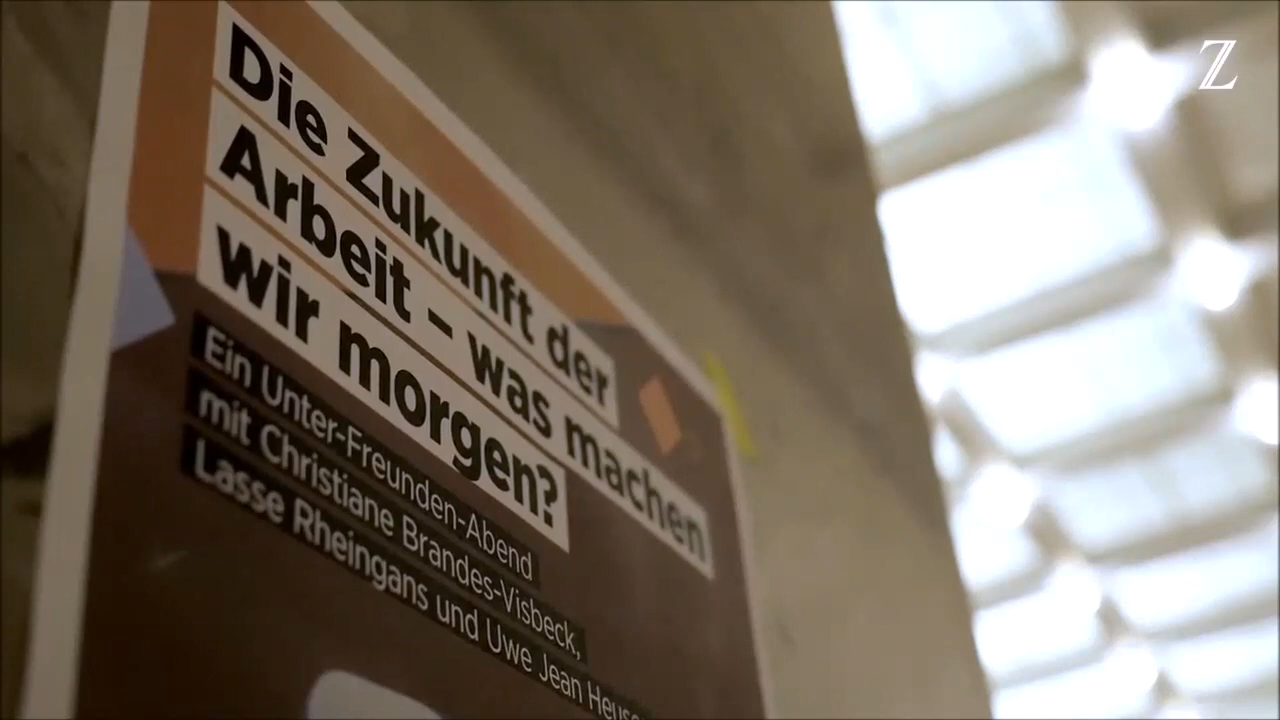 Die Zukunft der
Arbeit – was machen
wir morgen?
Ein Unter-Freunden-Abend
mit Christiane Brandes-Visbeck,
Lasse Rheingans und Uwe Jean
Z